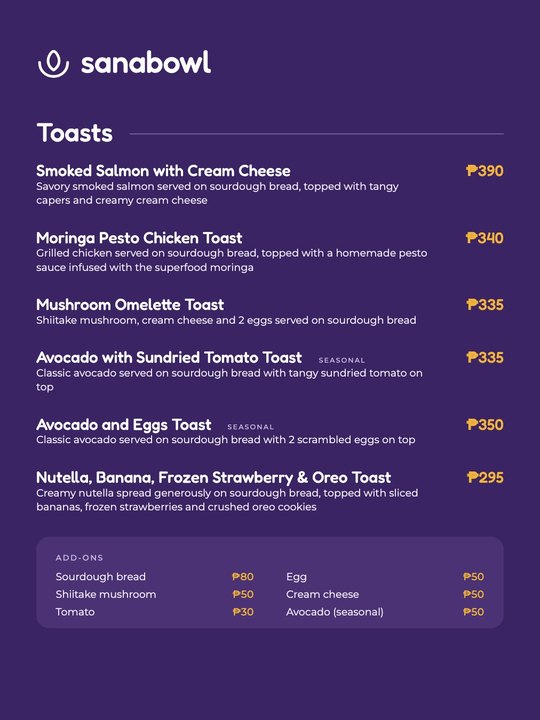 sanabowl
Toasts
Smoked Salmon with Cream Cheese ₱390
Savory smoked salmon served on sourdough bread, topped with tangy
capers and creamy cream cheese
Moringa Pesto Chicken Toast ₱340
Grilled chicken served on sourdough bread, topped with a homemade pesto
sauce infused with the superfood moringa
Mushroom Omelette Toast ₱335
Shiitake mushroom, cream cheese and 2 eggs served on sourdough bread
Avocado with Sundried Tomato Toast SEASONAL ₱335
Classic avocado served on sourdough bread with tangy sundried tomato on
top
Avocado and Eggs Toast SEASONAL ₱350
Classic avocado served on sourdough bread with 2 scrambled eggs on top
Nutella, Banana, Frozen Strawberry & Oreo Toast ₱295
Creamy nutella spread generously on sourdough bread, topped with sliced
bananas, frozen strawberries and crushed oreo cookies
ADD-ONS
Sourdough bread ₱80 Egg ₱50
Shiitake mushroom ₱50 Cream cheese ₱50
Tomato ₱30 Avocado (seasonal) ₱50